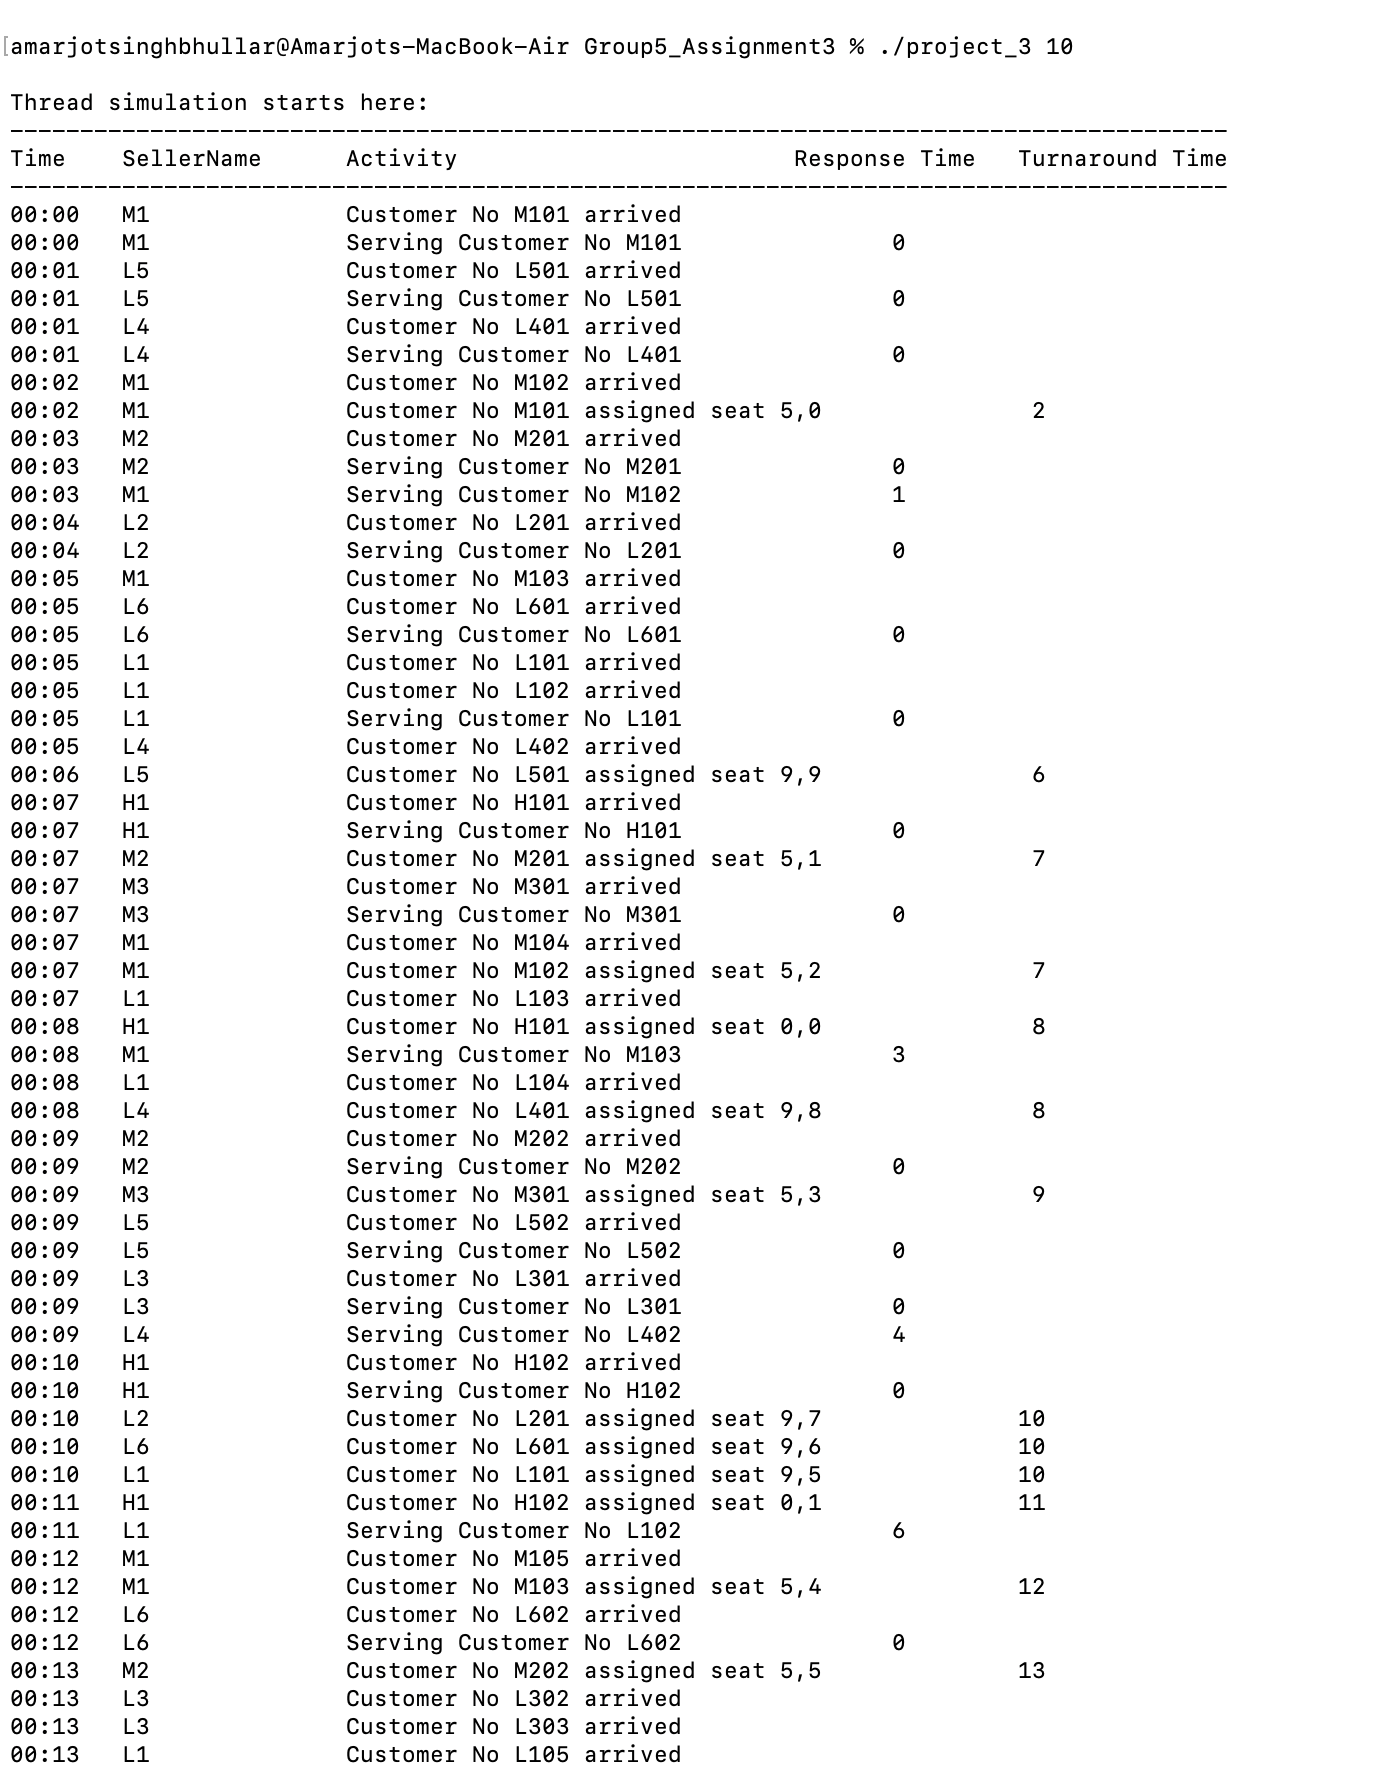 [amarjotsinghbhullar@Amarjots-MacBook-Air Group5_Assignment3 % ./project_3 10
Thread simulation starts here:
---------------------------------------------------------------------------------------
Time    SellerName      Activity                        Response Time   Turnaround Time
---------------------------------------------------------------------------------------
00:00   M1              Customer No M101 arrived
00:00   M1              Serving Customer No M101               0
00:01   L5              Customer No L501 arrived
00:01   L5              Serving Customer No L501               0
00:01   L4              Customer No L401 arrived
00:01   L4              Serving Customer No L401               0
00:02   M1              Customer No M102 arrived
00:02   M1              Customer No M101 assigned seat 5,0               2
00:03   M2              Customer No M201 arrived
00:03   M2              Serving Customer No M201               0
00:03   M1              Serving Customer No M102               1
00:04   L2              Customer No L201 arrived
00:04   L2              Serving Customer No L201               0
00:05   M1              Customer No M103 arrived
00:05   L6              Customer No L601 arrived
00:05   L6              Serving Customer No L601               0
00:05   L1              Customer No L101 arrived
00:05   L1              Customer No L102 arrived
00:05   L1              Serving Customer No L101               0
00:05   L4              Customer No L402 arrived
00:06   L5              Customer No L501 assigned seat 9,9               6
00:07   H1              Customer No H101 arrived
00:07   H1              Serving Customer No H101               0
00:07   M2              Customer No M201 assigned seat 5,1               7
00:07   M3              Customer No M301 arrived
00:07   M3              Serving Customer No M301               0
00:07   M1              Customer No M104 arrived
00:07   M1              Customer No M102 assigned seat 5,2               7
00:07   L1              Customer No L103 arrived
00:08   H1              Customer No H101 assigned seat 0,0               8
00:08   M1              Serving Customer No M103               3
00:08   L1              Customer No L104 arrived
00:08   L4              Customer No L401 assigned seat 9,8               8
00:09   M2              Customer No M202 arrived
00:09   M2              Serving Customer No M202               0
00:09   M3              Customer No M301 assigned seat 5,3               9
00:09   L5              Customer No L502 arrived
00:09   L5              Serving Customer No L502               0
00:09   L3              Customer No L301 arrived
00:09   L3              Serving Customer No L301               0
00:09   L4              Serving Customer No L402               4
00:10   H1              Customer No H102 arrived
00:10   H1              Serving Customer No H102               0
00:10   L2              Customer No L201 assigned seat 9,7              10
00:10   L6              Customer No L601 assigned seat 9,6              10
00:10   L1              Customer No L101 assigned seat 9,5              10
00:11   H1              Customer No H102 assigned seat 0,1              11
00:11   L1              Serving Customer No L102               6
00:12   M1              Customer No M105 arrived
00:12   M1              Customer No M103 assigned seat 5,4              12
00:12   L6              Customer No L602 arrived
00:12   L6              Serving Customer No L602               0
00:13   M2              Customer No M202 assigned seat 5,5              13
00:13   L3              Customer No L302 arrived
00:13   L3              Customer No L303 arrived
00:13   L1              Customer No L105 arrived